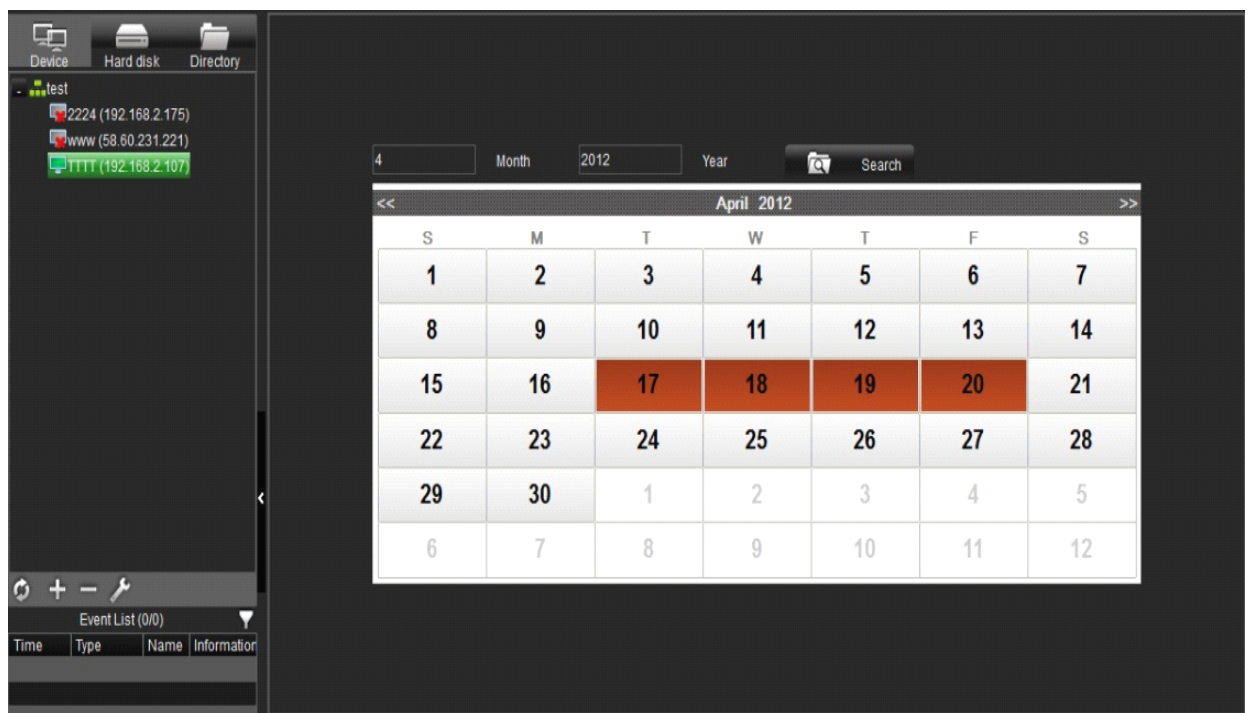 Device Hard disk Directory
test
2224 (192.168.2.175)
www (58.60.231.221)
TTTT (192.168.2.107)
4 Month 2012 Year Search
<< April 2012 >>
S M T W T F S
1 2 3 4 5 6 7
8 9 10 11 12 13 14
15 16 17 18 19 20 21
22 23 24 25 26 27 28
29 30 1 2 3 4 5
6 7 8 9 10 11 12
Event List (0/0)
Time Type Name Information